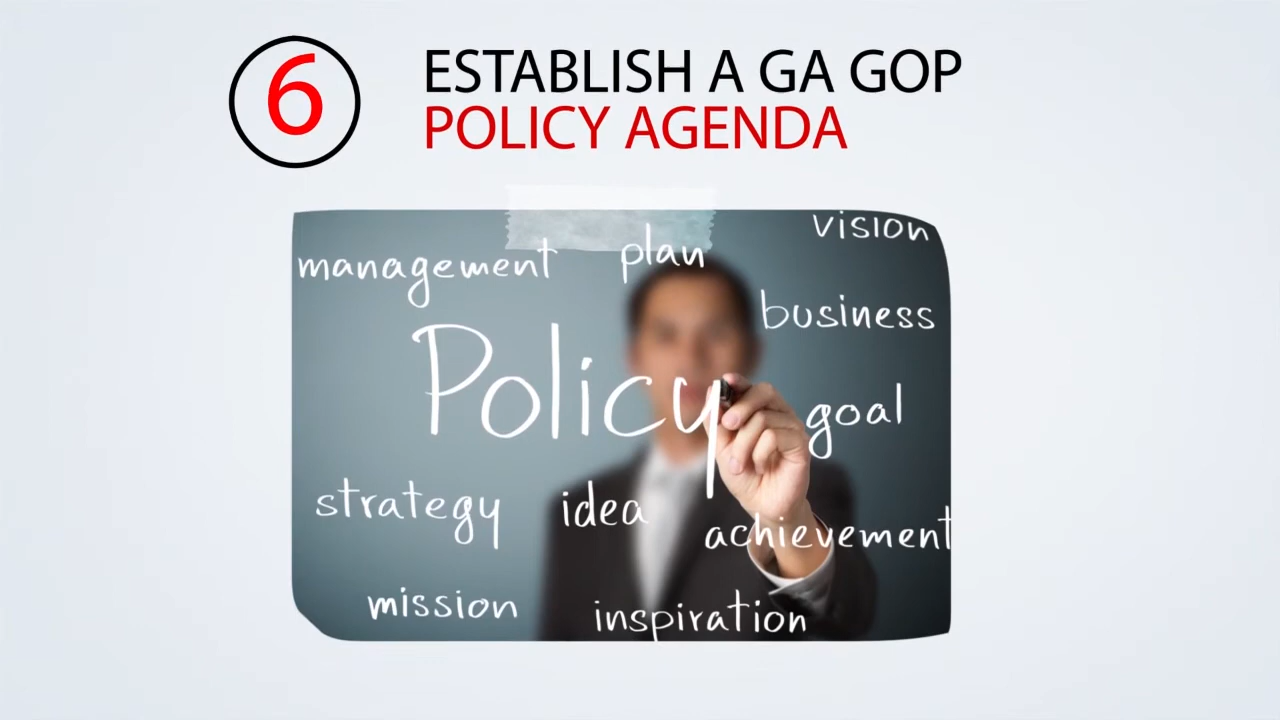 6
ESTABLISH A GA GOP
POLICY AGENDA
vision
management plan
business
Policy
goal
strategy idea
achievement
mission
inspiration